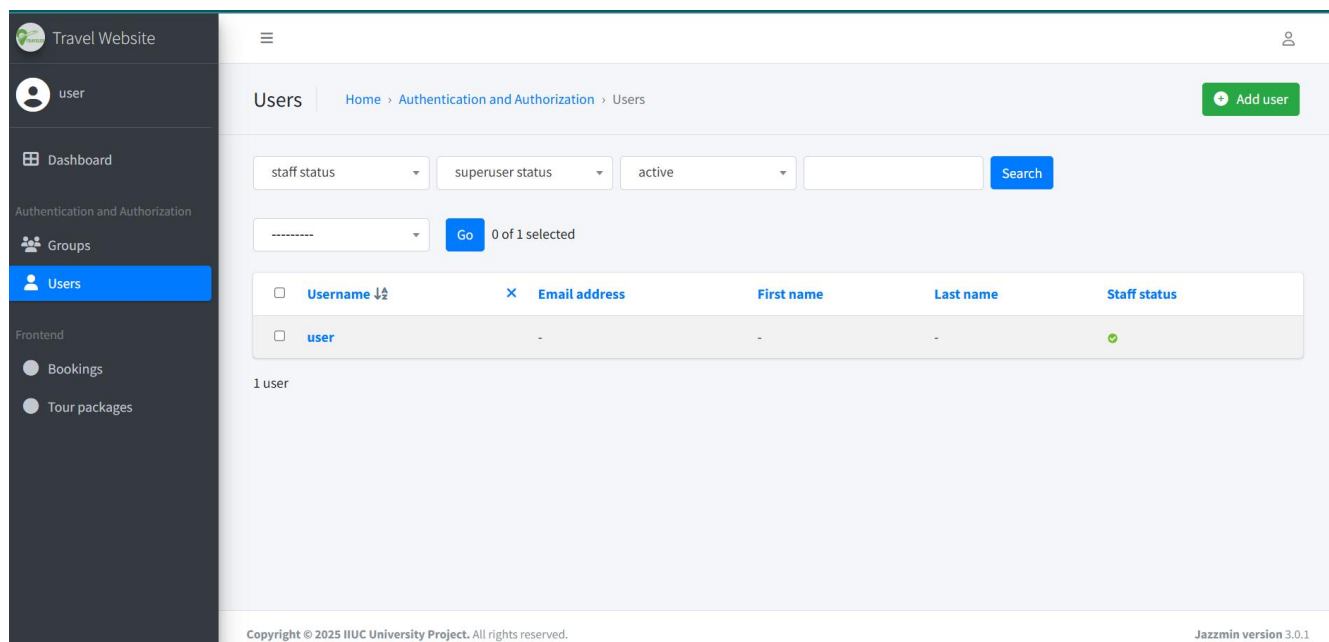 Travel Website
user
Dashboard
Authentication and Authorization
Groups
Users
Frontend
Bookings
Tour packages
Users
Home › Authentication and Authorization › Users
Add user
staff status
superuser status
active
Search
---------
Go
0 of 1 selected
Username
Email address
First name
Last name
Staff status
user
-
-
-
1 user
Copyright © 2025 IIUC University Project. All rights reserved.
Jazzmin version 3.0.1